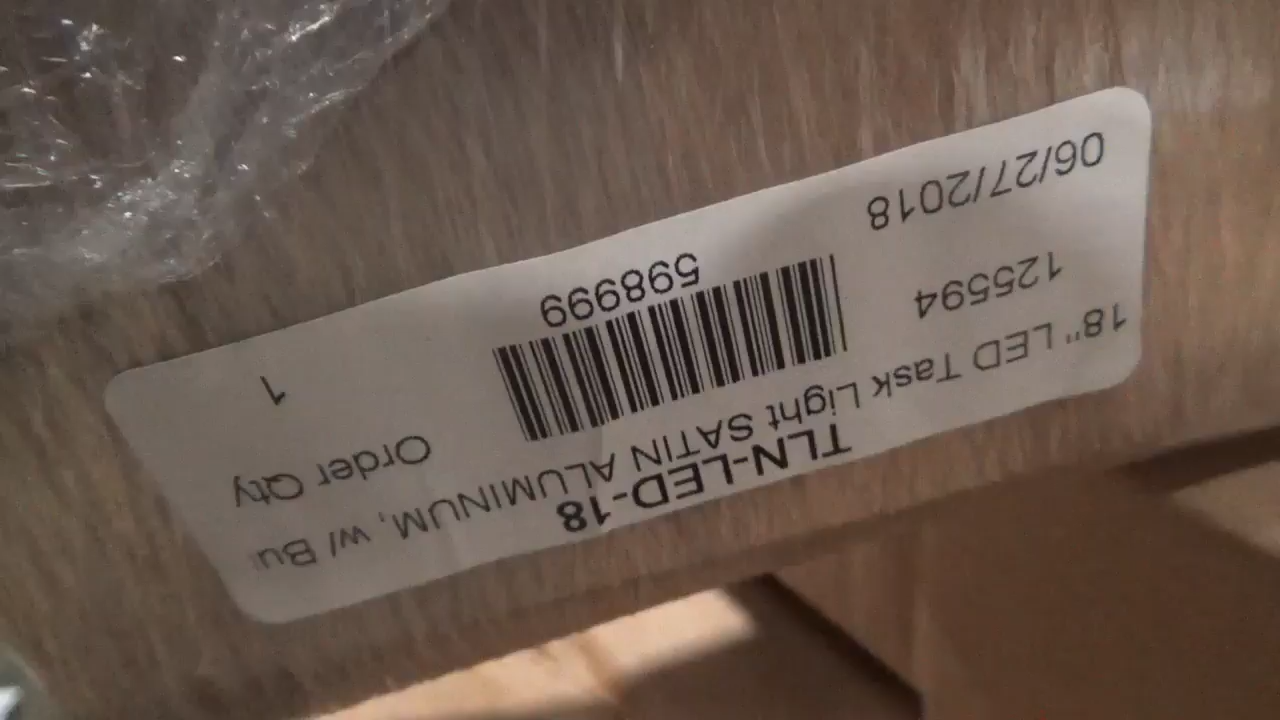 TLN-LED-18
18" LED Task Light SATIN ALUMINUM, w/ Bu
125594
Order Qty
598999
1
06/27/2018